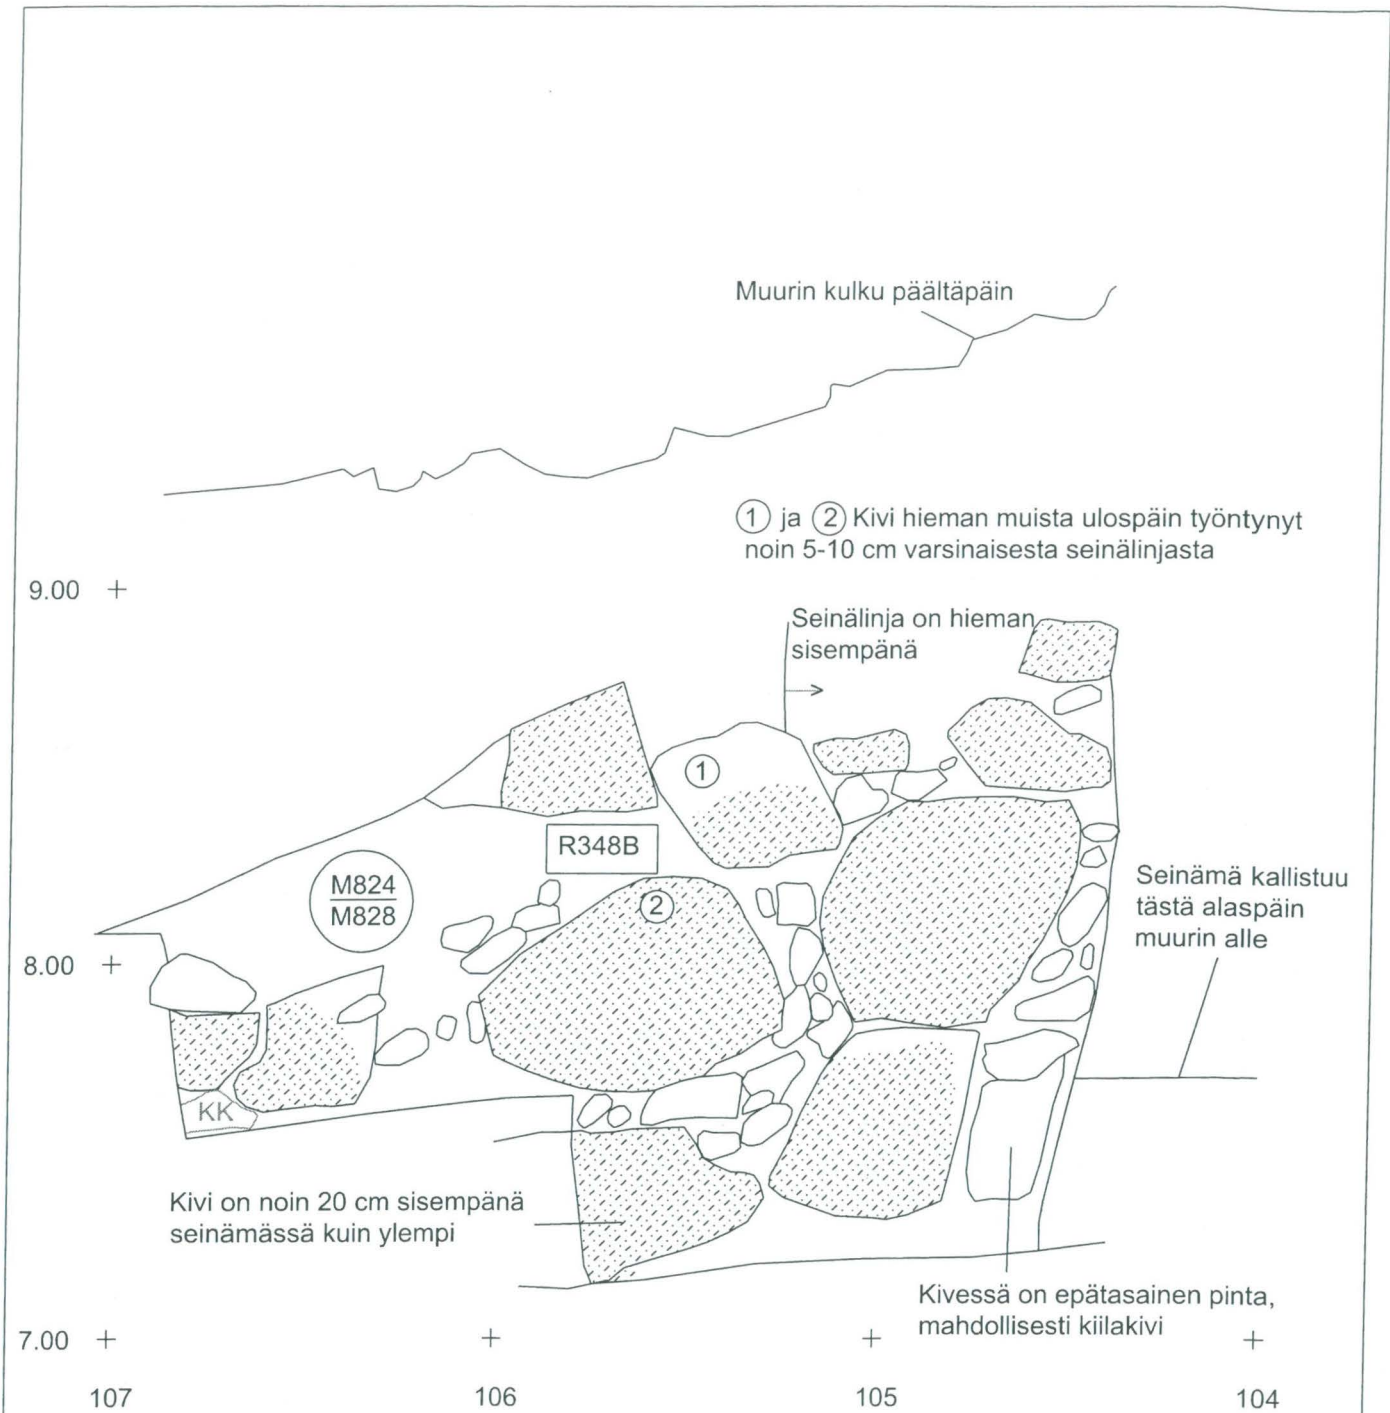 Muurin kulku päältäpäin
① ja ② Kivi hieman muista ulospäin työntynyt
noin 5-10 cm varsinaisesta seinälinjasta
9.00
Seinälinja on hieman
sisempänä
1
R348B
M824
M828
2
Seinämä kallistuu
tästä alaspäin
muurin alle
8.00
KK
Kivi on noin 20 cm sisempänä
seinämässä kuin ylempi
Kivessä on epätasainen pinta,
mahdollisesti kiilakivi
7.00
107 106 105 104